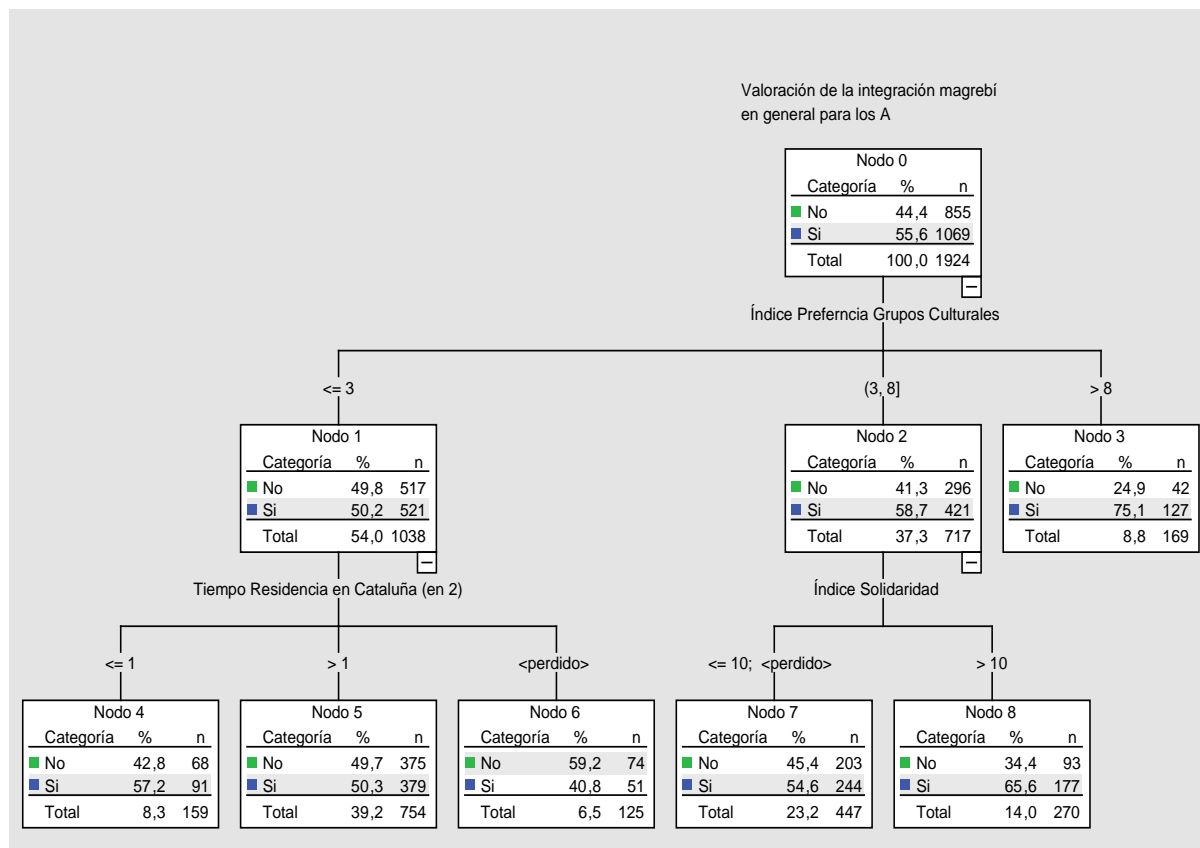 Valoración de la integración magrebí
en general para los A
Nodo 0
Categoría % n
No 44,4 855
Si 55,6 1069
Total 100,0 1924
Índice Preferncia Grupos Culturales
<= 3
(3, 8]
> 8
Nodo 1
Categoría % n
No 49,8 517
Si 50,2 521
Total 54,0 1038
Nodo 2
Categoría % n
No 41,3 296
Si 58,7 421
Total 37,3 717
Nodo 3
Categoría % n
No 24,9 42
Si 75,1 127
Total 8,8 169
Tiempo Residencia en Cataluña (en 2)
Índice Solidaridad
<= 1
> 1
<perdido>
<= 10; <perdido>
> 10
Nodo 4
Categoría % n
No 42,8 68
Si 57,2 91
Total 8,3 159
Nodo 5
Categoría % n
No 49,7 375
Si 50,3 379
Total 39,2 754
Nodo 6
Categoría % n
No 59,2 74
Si 40,8 51
Total 6,5 125
Nodo 7
Categoría % n
No 45,4 203
Si 54,6 244
Total 23,2 447
Nodo 8
Categoría % n
No 34,4 93
Si 65,6 177
Total 14,0 270